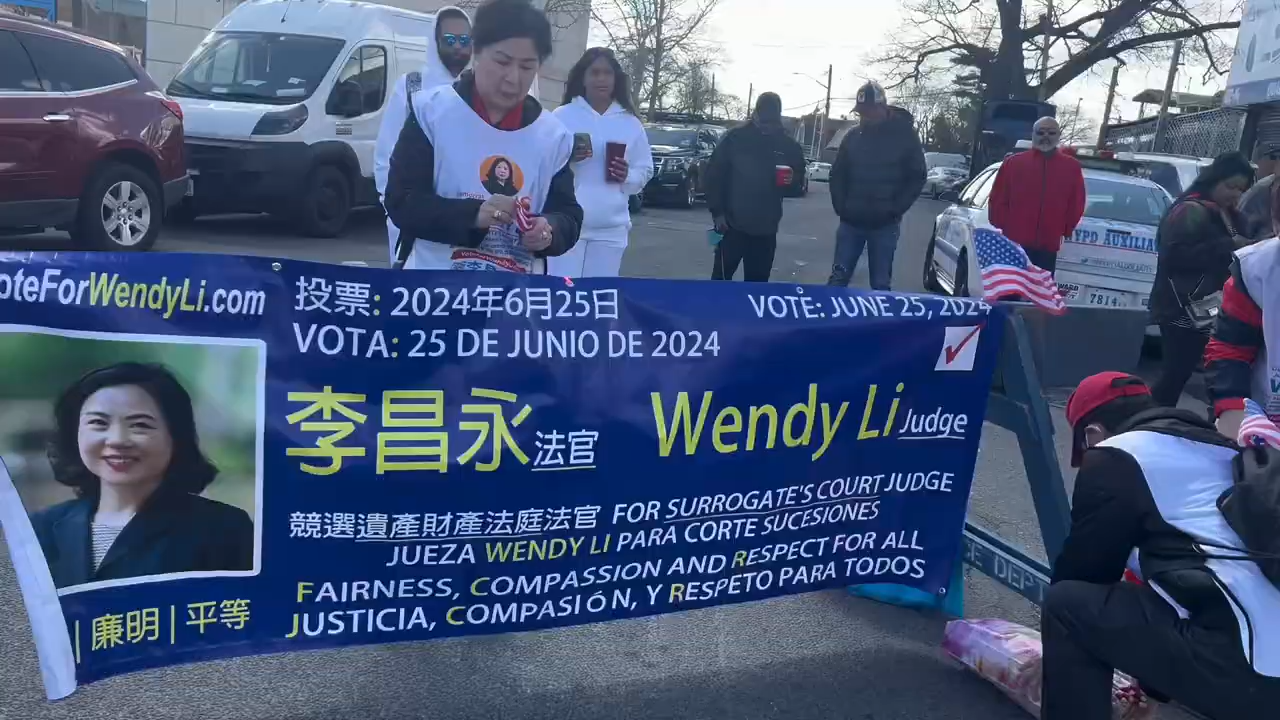 oteForWendyLi.com
投票: 2024年6月25日
VOTE: JUNE 25, 2024
VOTA: 25 DE JUNIO DE 2024
李昌永法官
Wendy Li Judge
競選遺產財產法庭法官 FOR SURROGATE'S COURT JUDGE
JUEZA WENDY LI PARA CORTE SUCESIONES
FAIRNESS, COMPASSION AND RESPECT FOR ALL
JUSTICIA, COMPASIÓN, Y RESPETO PARA TODOS
| 廉明 | 平等
NYPD AUXILIA
7814
E DEPT